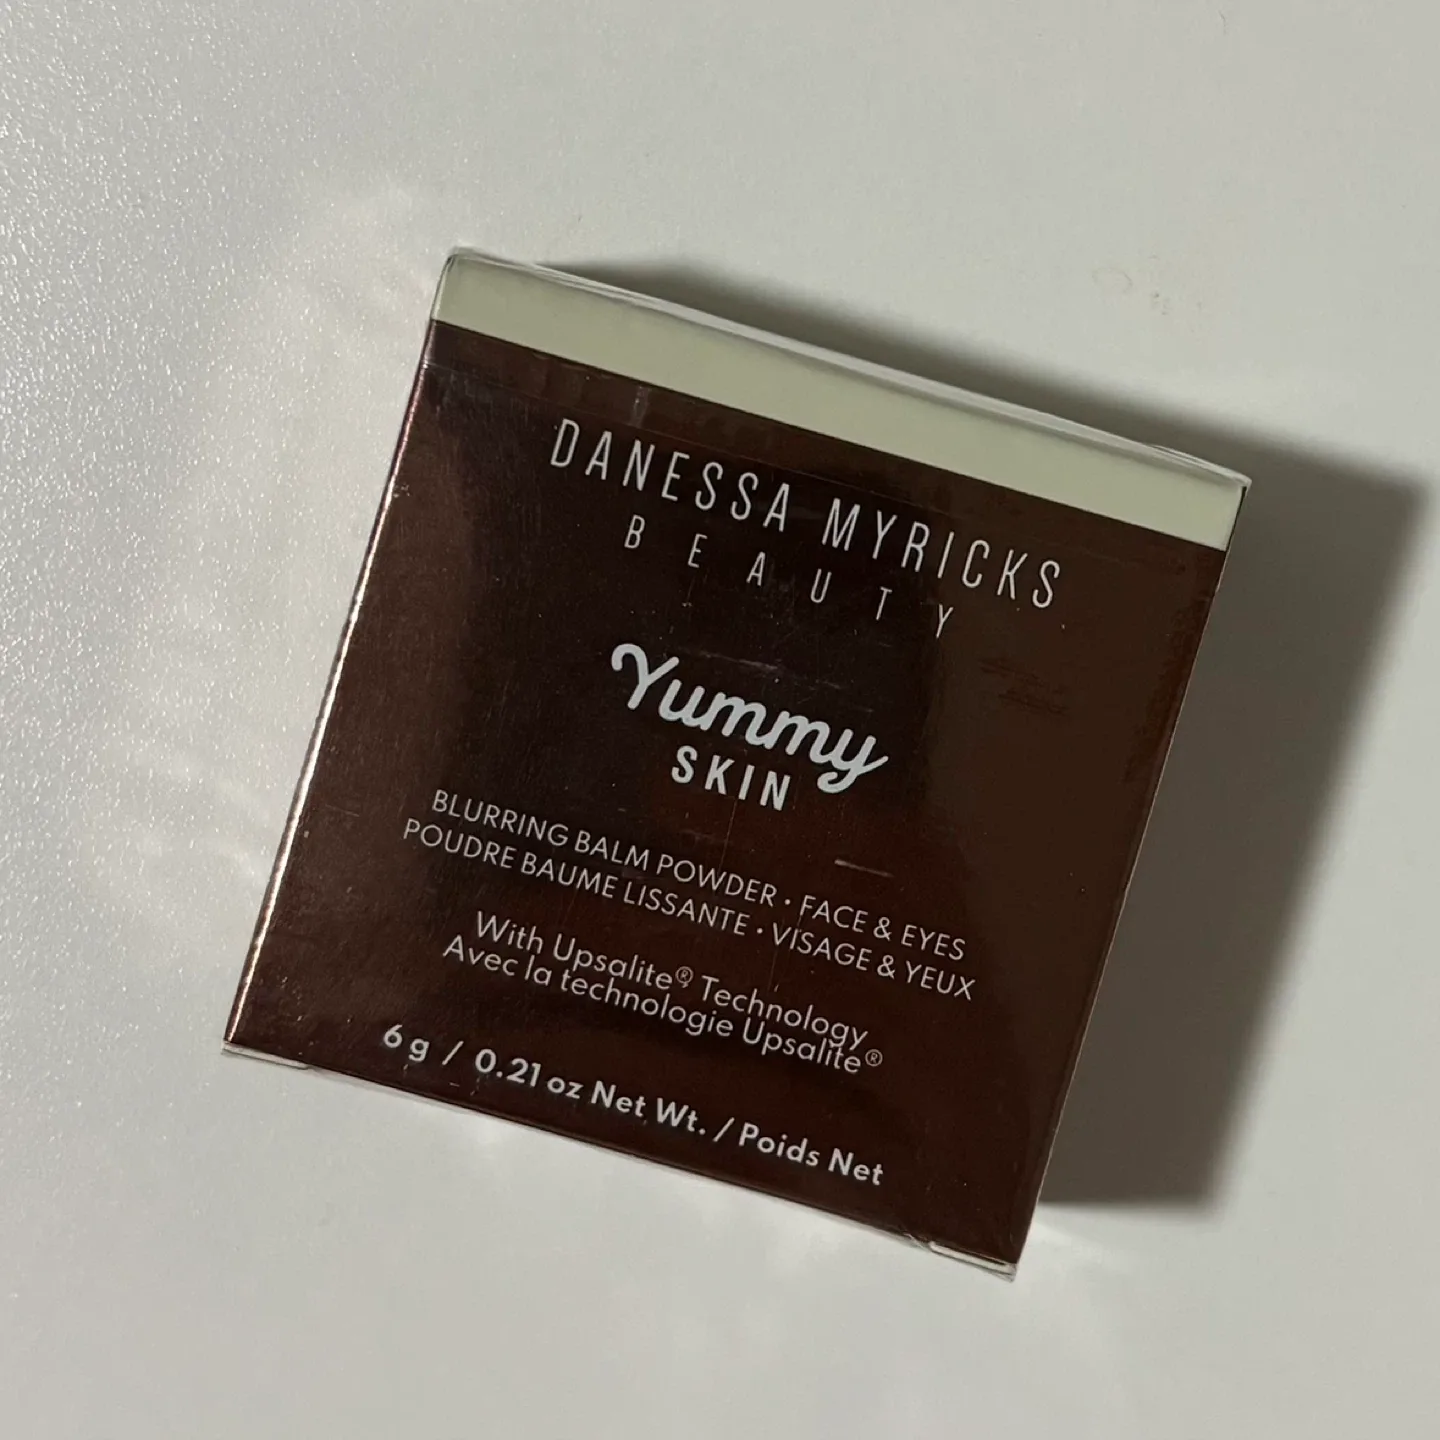 DANESSA MYRICKS
BEAUTY
Yummy
SKIN
BLURRING BALM POWDER • FACE & EYES
POUDRE BAUME LISSANTE • VISAGE & YEUX
With Upsalite® Technology
Avec la technologie Upsalite®
6 g / 0.21 oz Net Wt. / Poids Net